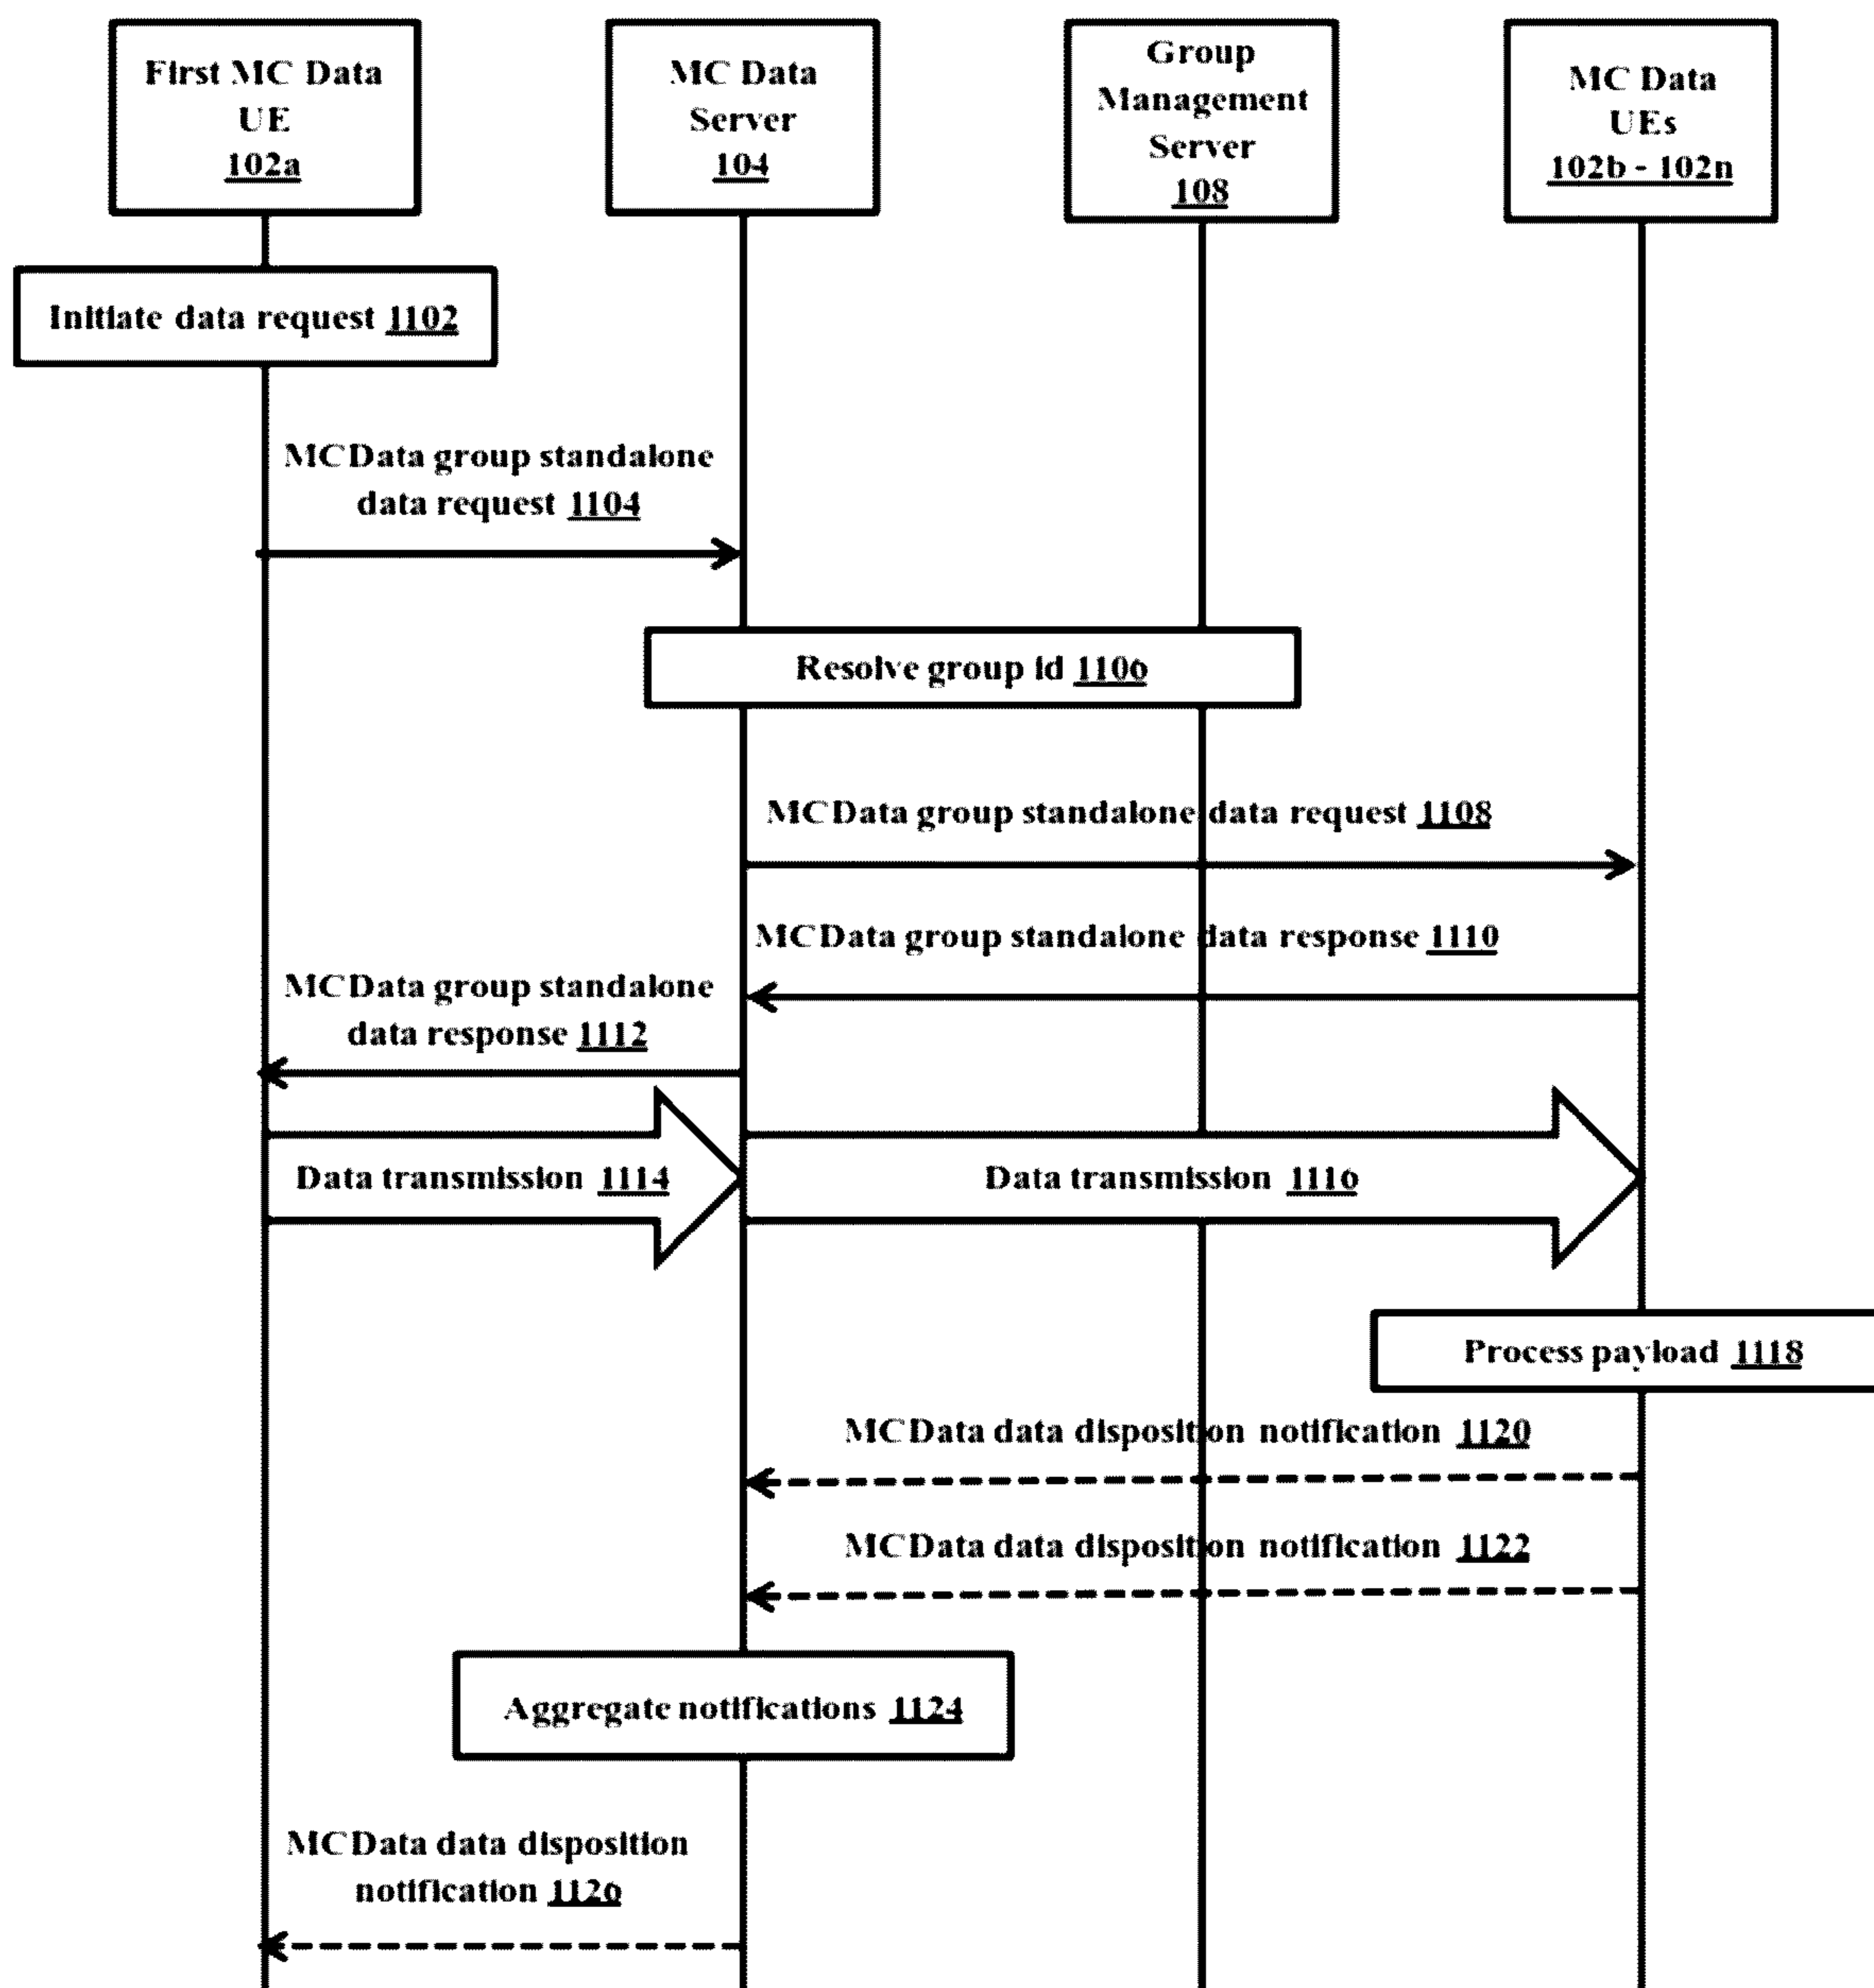 First MC Data
UE
102a
MC Data
Server
104
Group
Management
Server
108
MC Data
UEs
102b - 102n
Initiate data request 1102
MCData group standalone
data request 1104
Resolve group id 1106
MCData group standalone data request 1108
MCData group standalone data response 1110
MCData group standalone
data response 1112
Data transmission 1114
Data transmission 1116
Process payload 1118
MCData data disposition notification 1120
MCData data disposition notification 1122
Aggregate notifications 1124
MCData data disposition
notification 1126